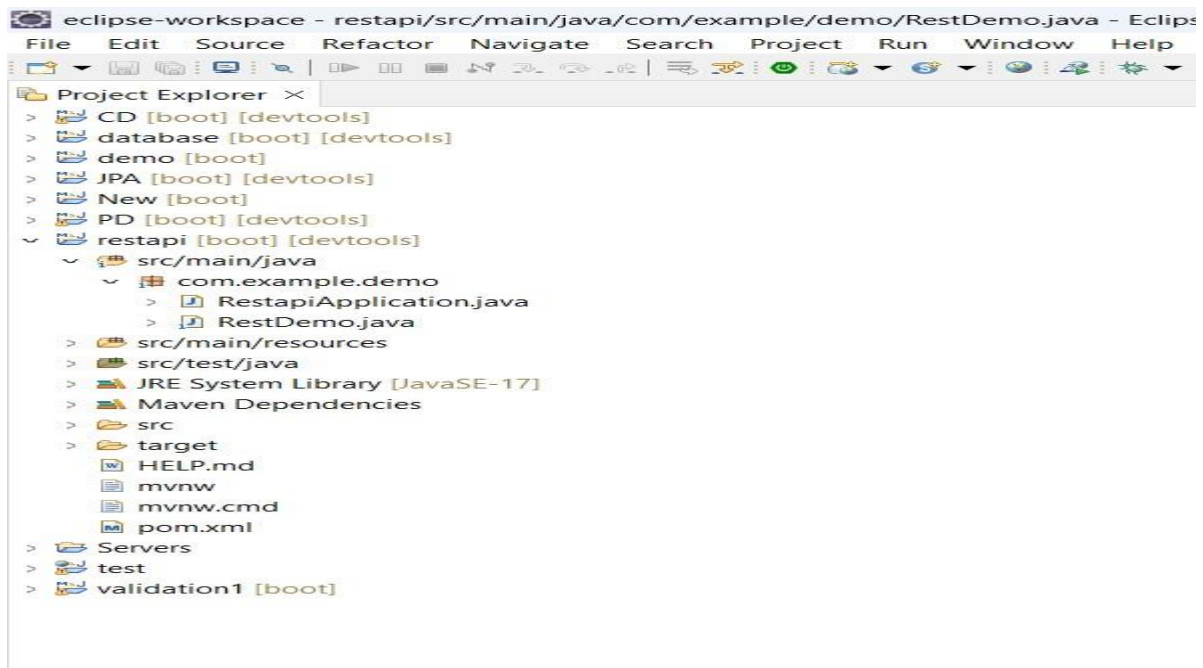 eclipse-workspace - restapi/src/main/java/com/example/demo/RestDemo.java - Eclips
File Edit Source Refactor Navigate Search Project Run Window Help
Project Explorer
CD [boot] [devtools]
database [boot] [devtools]
demo [boot]
JPA [boot] [devtools]
New [boot]
PD [boot] [devtools]
restapi [boot] [devtools]
src/main/java
com.example.demo
RestapiApplication.java
RestDemo.java
src/main/resources
src/test/java
JRE System Library [JavaSE-17]
Maven Dependencies
src
target
HELP.md
mvnw
mvnw.cmd
pom.xml
Servers
test
validation1 [boot]